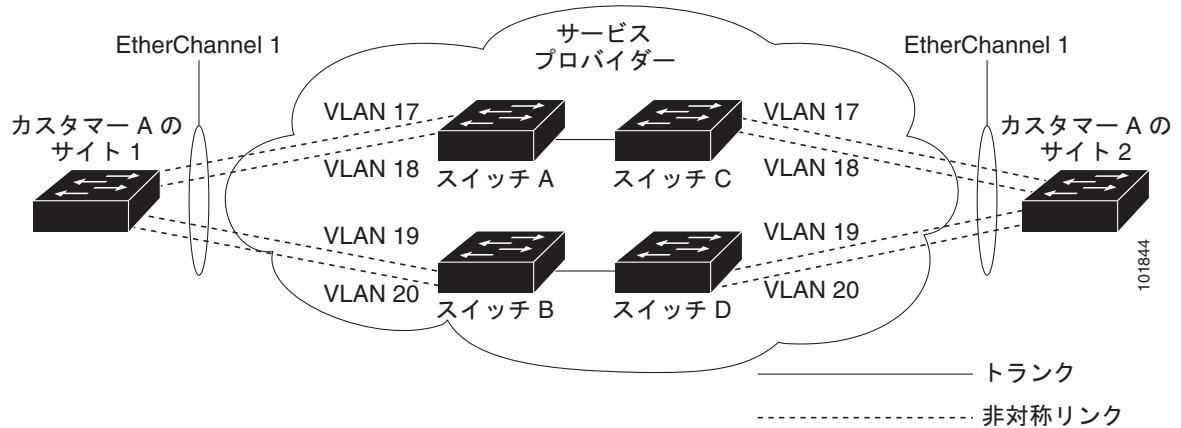 サービス
プロバイダー
EtherChannel 1
EtherChannel 1
カスタマー A の
サイト 1
VLAN 17
VLAN 18
スイッチ A
スイッチ C
VLAN 17
VLAN 18
カスタマー A の
サイト 2
VLAN 19
VLAN 20
スイッチ B
スイッチ D
VLAN 19
VLAN 20
101844
トランク
非対称リンク